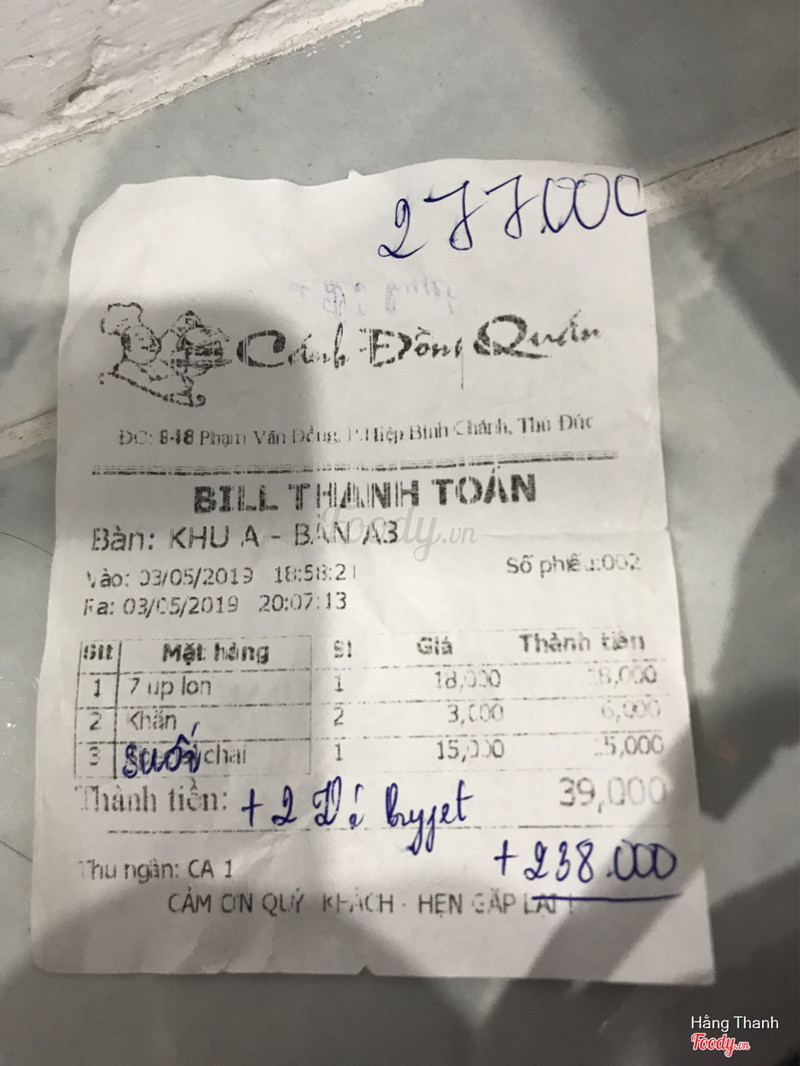 277.000
Cánh Đồng Quán
ĐC: 848 Phạm Văn Đồng, P.Hiệp Bình Chánh, Thủ Đức
BILL THANH TOÁN
Foody.vn
Bàn: KHU A - BÀN A3
Vào: 03/05/2019 18:58:21 Số phiếu:002
Ra: 03/05/2019 20:07:13
Stt Mặt hàng Sl Giá Thành tiền
1 7 up lon 1 18,000 18,000
2 Khăn 2 3,000 6,000
3 suối chai 1 15,000 15,000
Thành tiền: + 2 Vé buyjet 39,000
+ 238.000
Thu ngân: CA 1
CẢM ƠN QUÝ KHÁCH - HẸN GẶP LẠI !
Hằng Thanh
Foody.vn